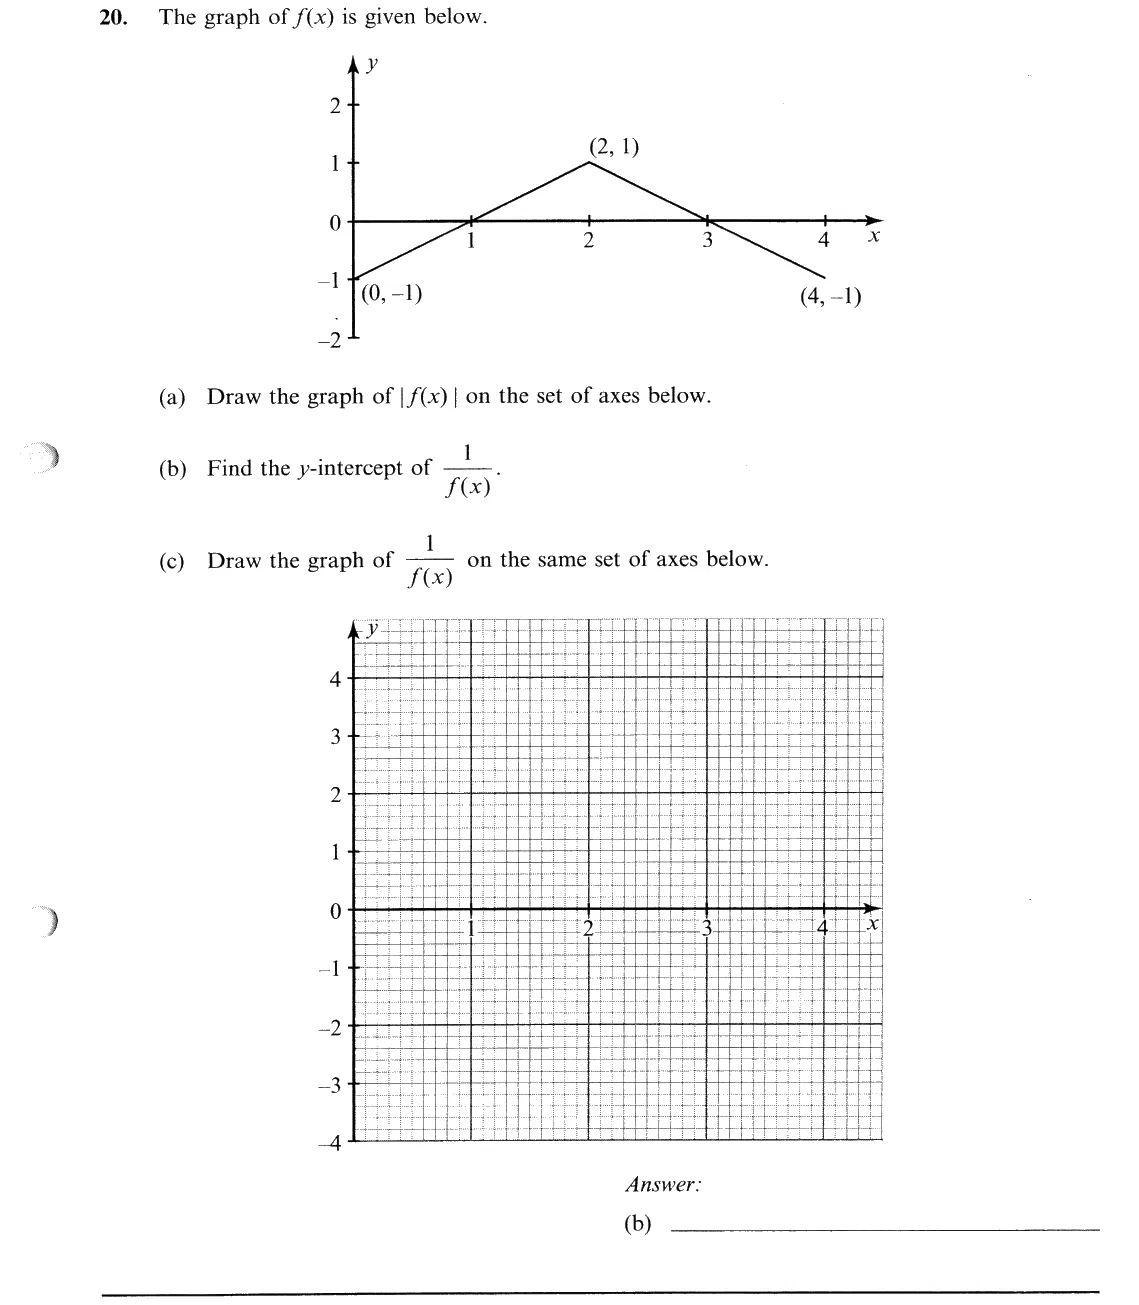 20. The graph of f(x) is given below.
y
2
1
0
–1
–2
(2, 1)
1 2 3 4 x
(0, –1)
(4, –1)
(a) Draw the graph of | f(x) | on the set of axes below.
(b) Find the y-intercept of 1/f(x).
(c) Draw the graph of 1/f(x) on the same set of axes below.
y
4
3
2
1
0
1 2 3 4 x
–1
–2
–3
–4
Answer:
(b)